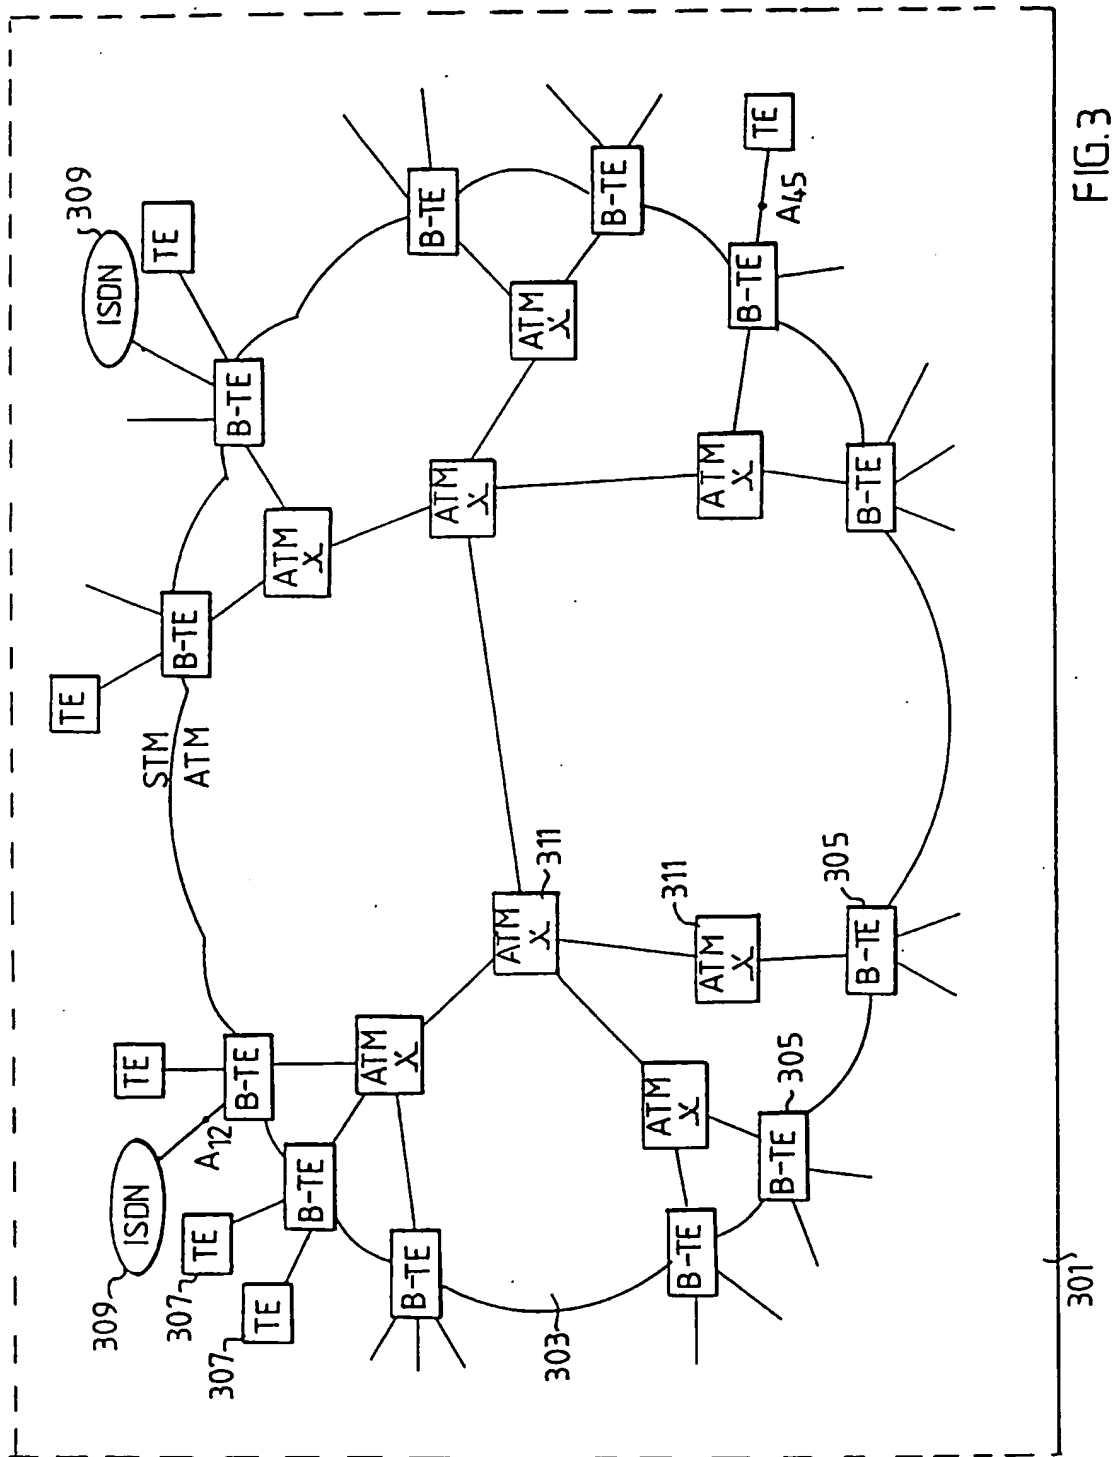 TE
309
ISDN
309
ISDN
TE
STM
TE
307
B-TE
ATM
TE
A12
307
B-TE
B-TE
TE
ATM
X
B-TE
ATM
X
B-TE
B-TE
ATM
X
ATM
X
311
ATM
X
303
B-TE
ATM
X
311
B-TE
ATM
X
ATM
X
B-TE
TE
B-TE
305
A45
305
B-TE
B-TE
301
FIG.3